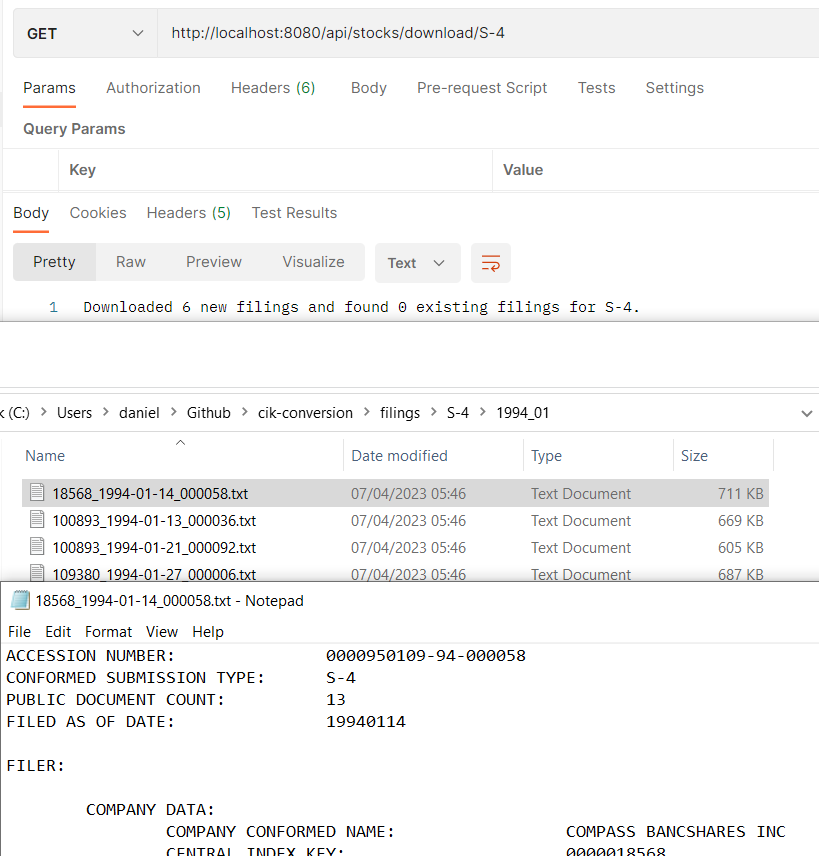 GET http://localhost:8080/api/stocks/download/S-4
Params Authorization Headers (6) Body Pre-request Script Tests Settings
Query Params
Key Value
Body Cookies Headers (5) Test Results
Pretty Raw Preview Visualize Text
1 Downloaded 6 new filings and found 0 existing filings for S-4.
k (C:) > Users > daniel > Github > cik-conversion > filings > S-4 > 1994_01
Name Date modified Type Size
18568_1994-01-14_000058.txt 07/04/2023 05:46 Text Document 711 KB
100893_1994-01-13_000036.txt 07/04/2023 05:46 Text Document 669 KB
100893_1994-01-21_000092.txt 07/04/2023 05:46 Text Document 605 KB
109380_1994-01-27_000006.txt 07/04/2023 05:46 Text Document 687 KB
18568_1994-01-14_000058.txt - Notepad
File Edit Format View Help
ACCESSION NUMBER: 0000950109-94-000058
CONFORMED SUBMISSION TYPE: S-4
PUBLIC DOCUMENT COUNT: 13
FILED AS OF DATE: 19940114
FILER:
COMPANY DATA:
COMPANY CONFORMED NAME: COMPASS BANCSHARES INC
CENTRAL INDEX KEY: 0000018568